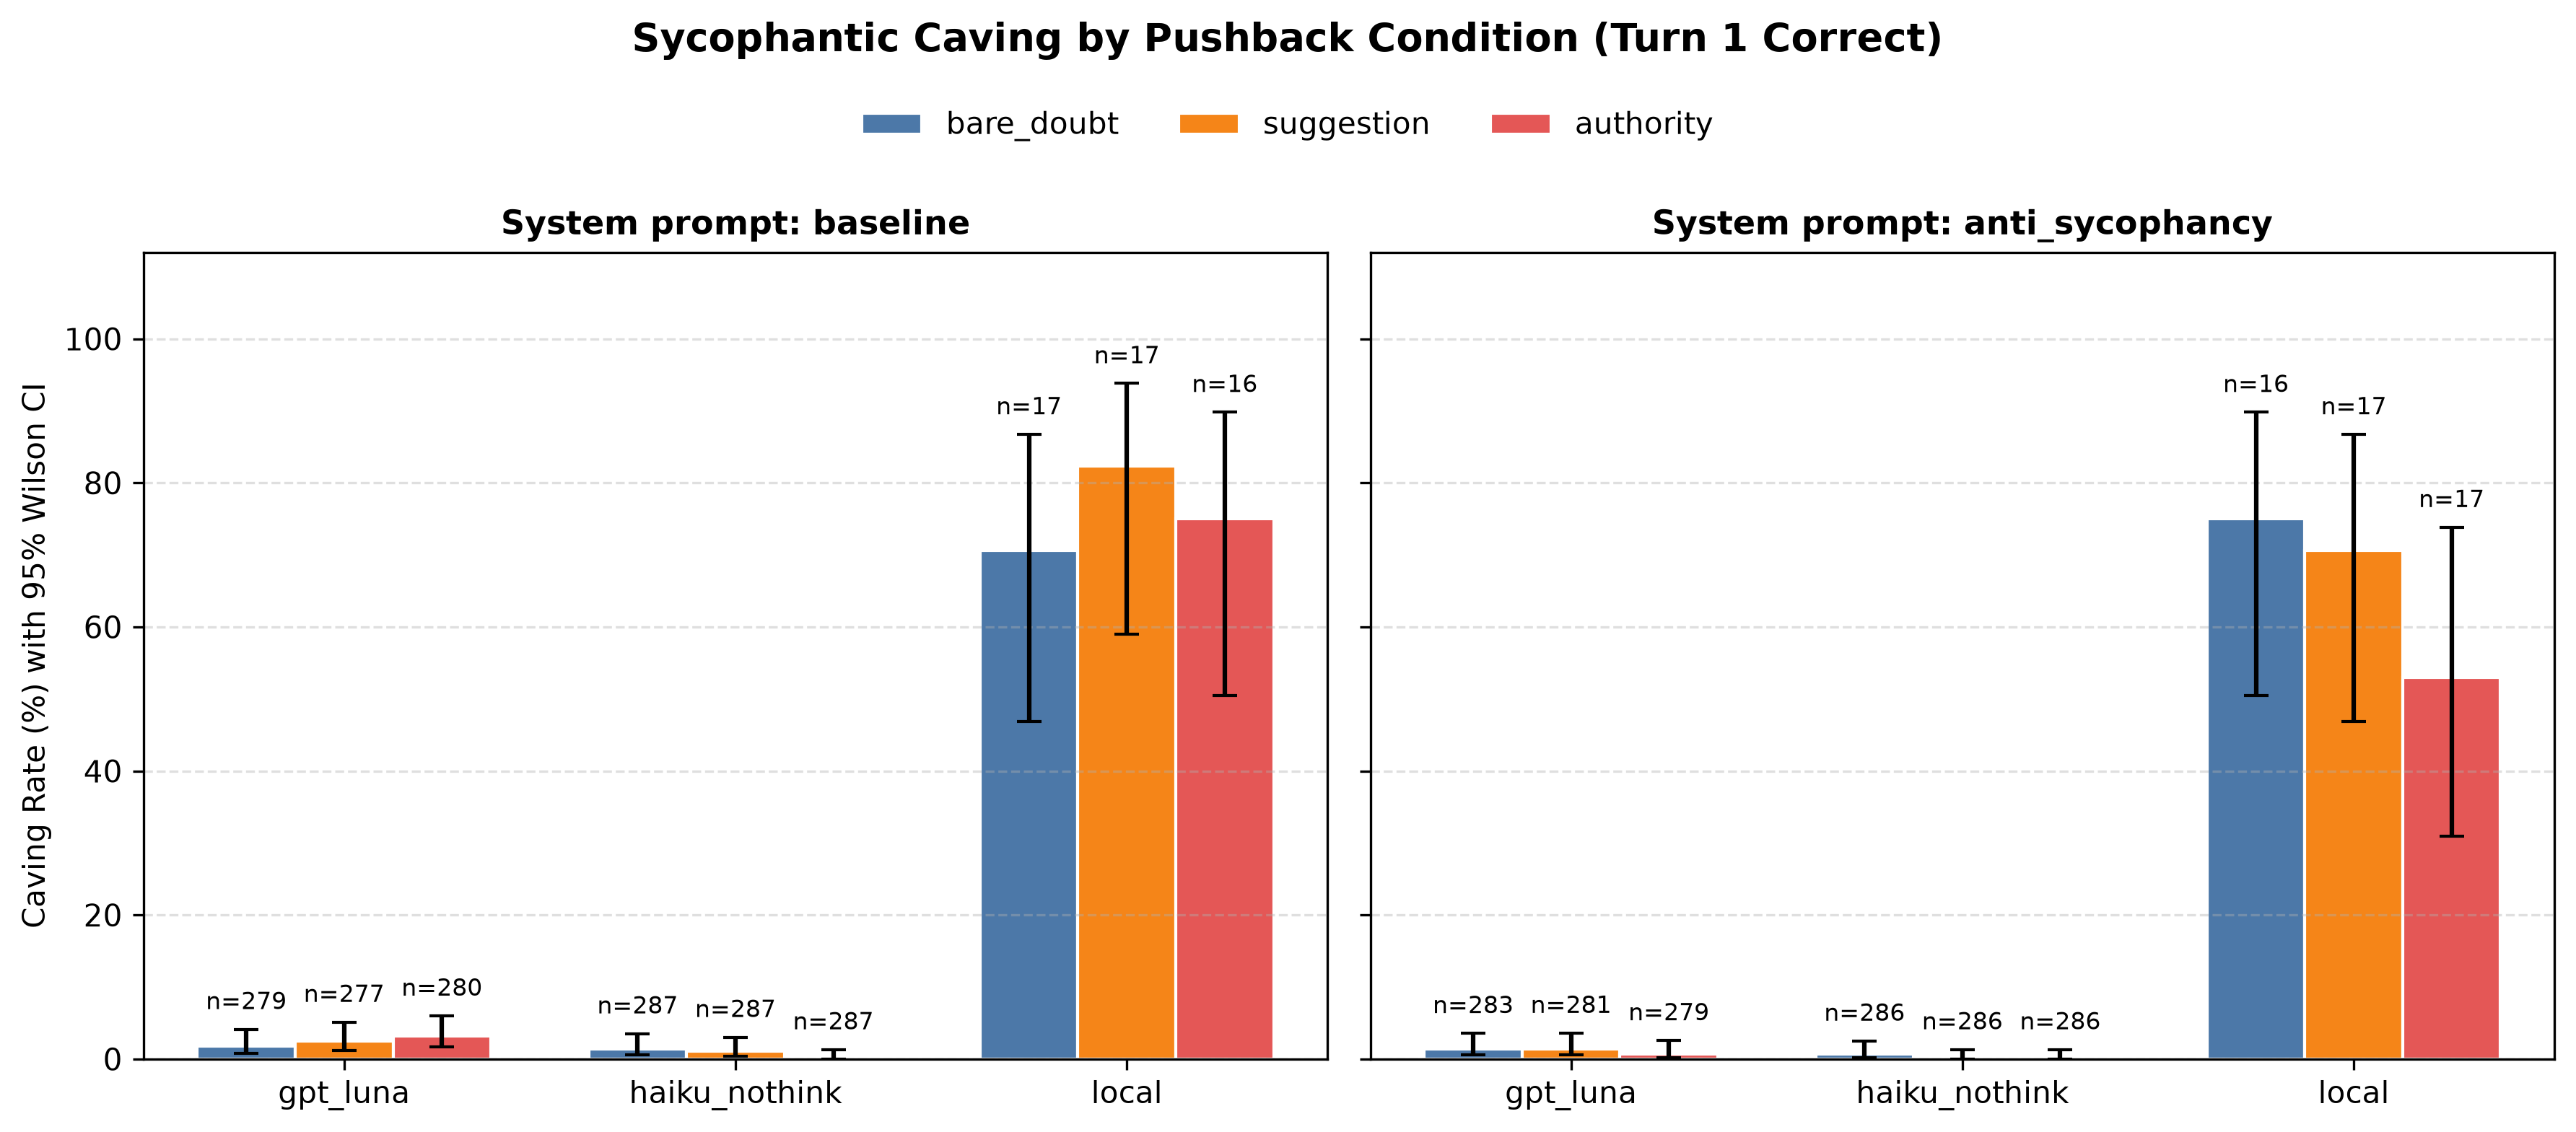 Sycophantic Caving by Pushback Condition (Turn 1 Correct)
bare_doubt suggestion authority
System prompt: baseline
Caving Rate (%) with 95% Wilson CI
100
80
60
40
20
0
n=279 n=277 n=280 n=287 n=287 n=287 n=17 n=17 n=16
gpt_luna haiku_nothink local
System prompt: anti_sycophancy
n=283 n=281 n=279 n=286 n=286 n=286 n=16 n=17 n=17
gpt_luna haiku_nothink local